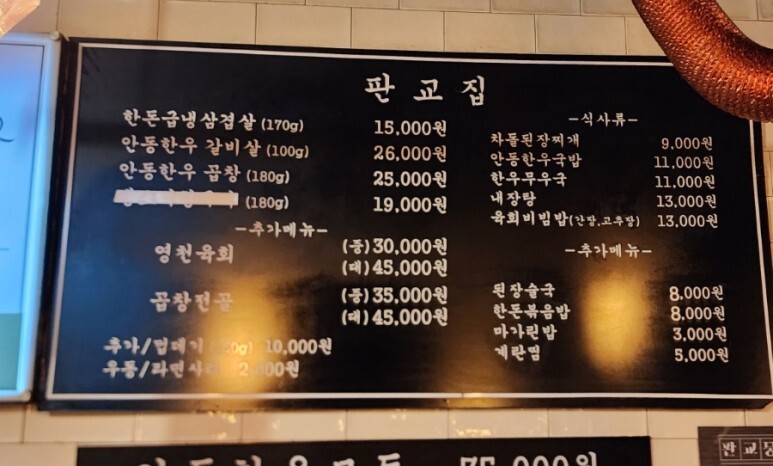 판교집
한돈급냉삼겹살 (170g) 15,000원
안동한우 갈비살 (100g) 26,000원
안동한우 곱창 (180g) 25,000원
(180g) 19,000원
-추가메뉴-
영천육회 (중) 30,000원
(대) 45,000원
곱창전골 (중) 35,000원
(대) 45,000원
추가/껍데기 10,000원
우동/라면사리
-식사류-
차돌된장찌개 9,000원
안동한우국밥 11,000원
한우무우국 11,000원
내장탕 13,000원
육회비빔밥(간장,고추장) 13,000원
-추가메뉴-
된장술국 8,000원
한돈볶음밥 8,000원
마가린밥 3,000원
계란찜 5,000원